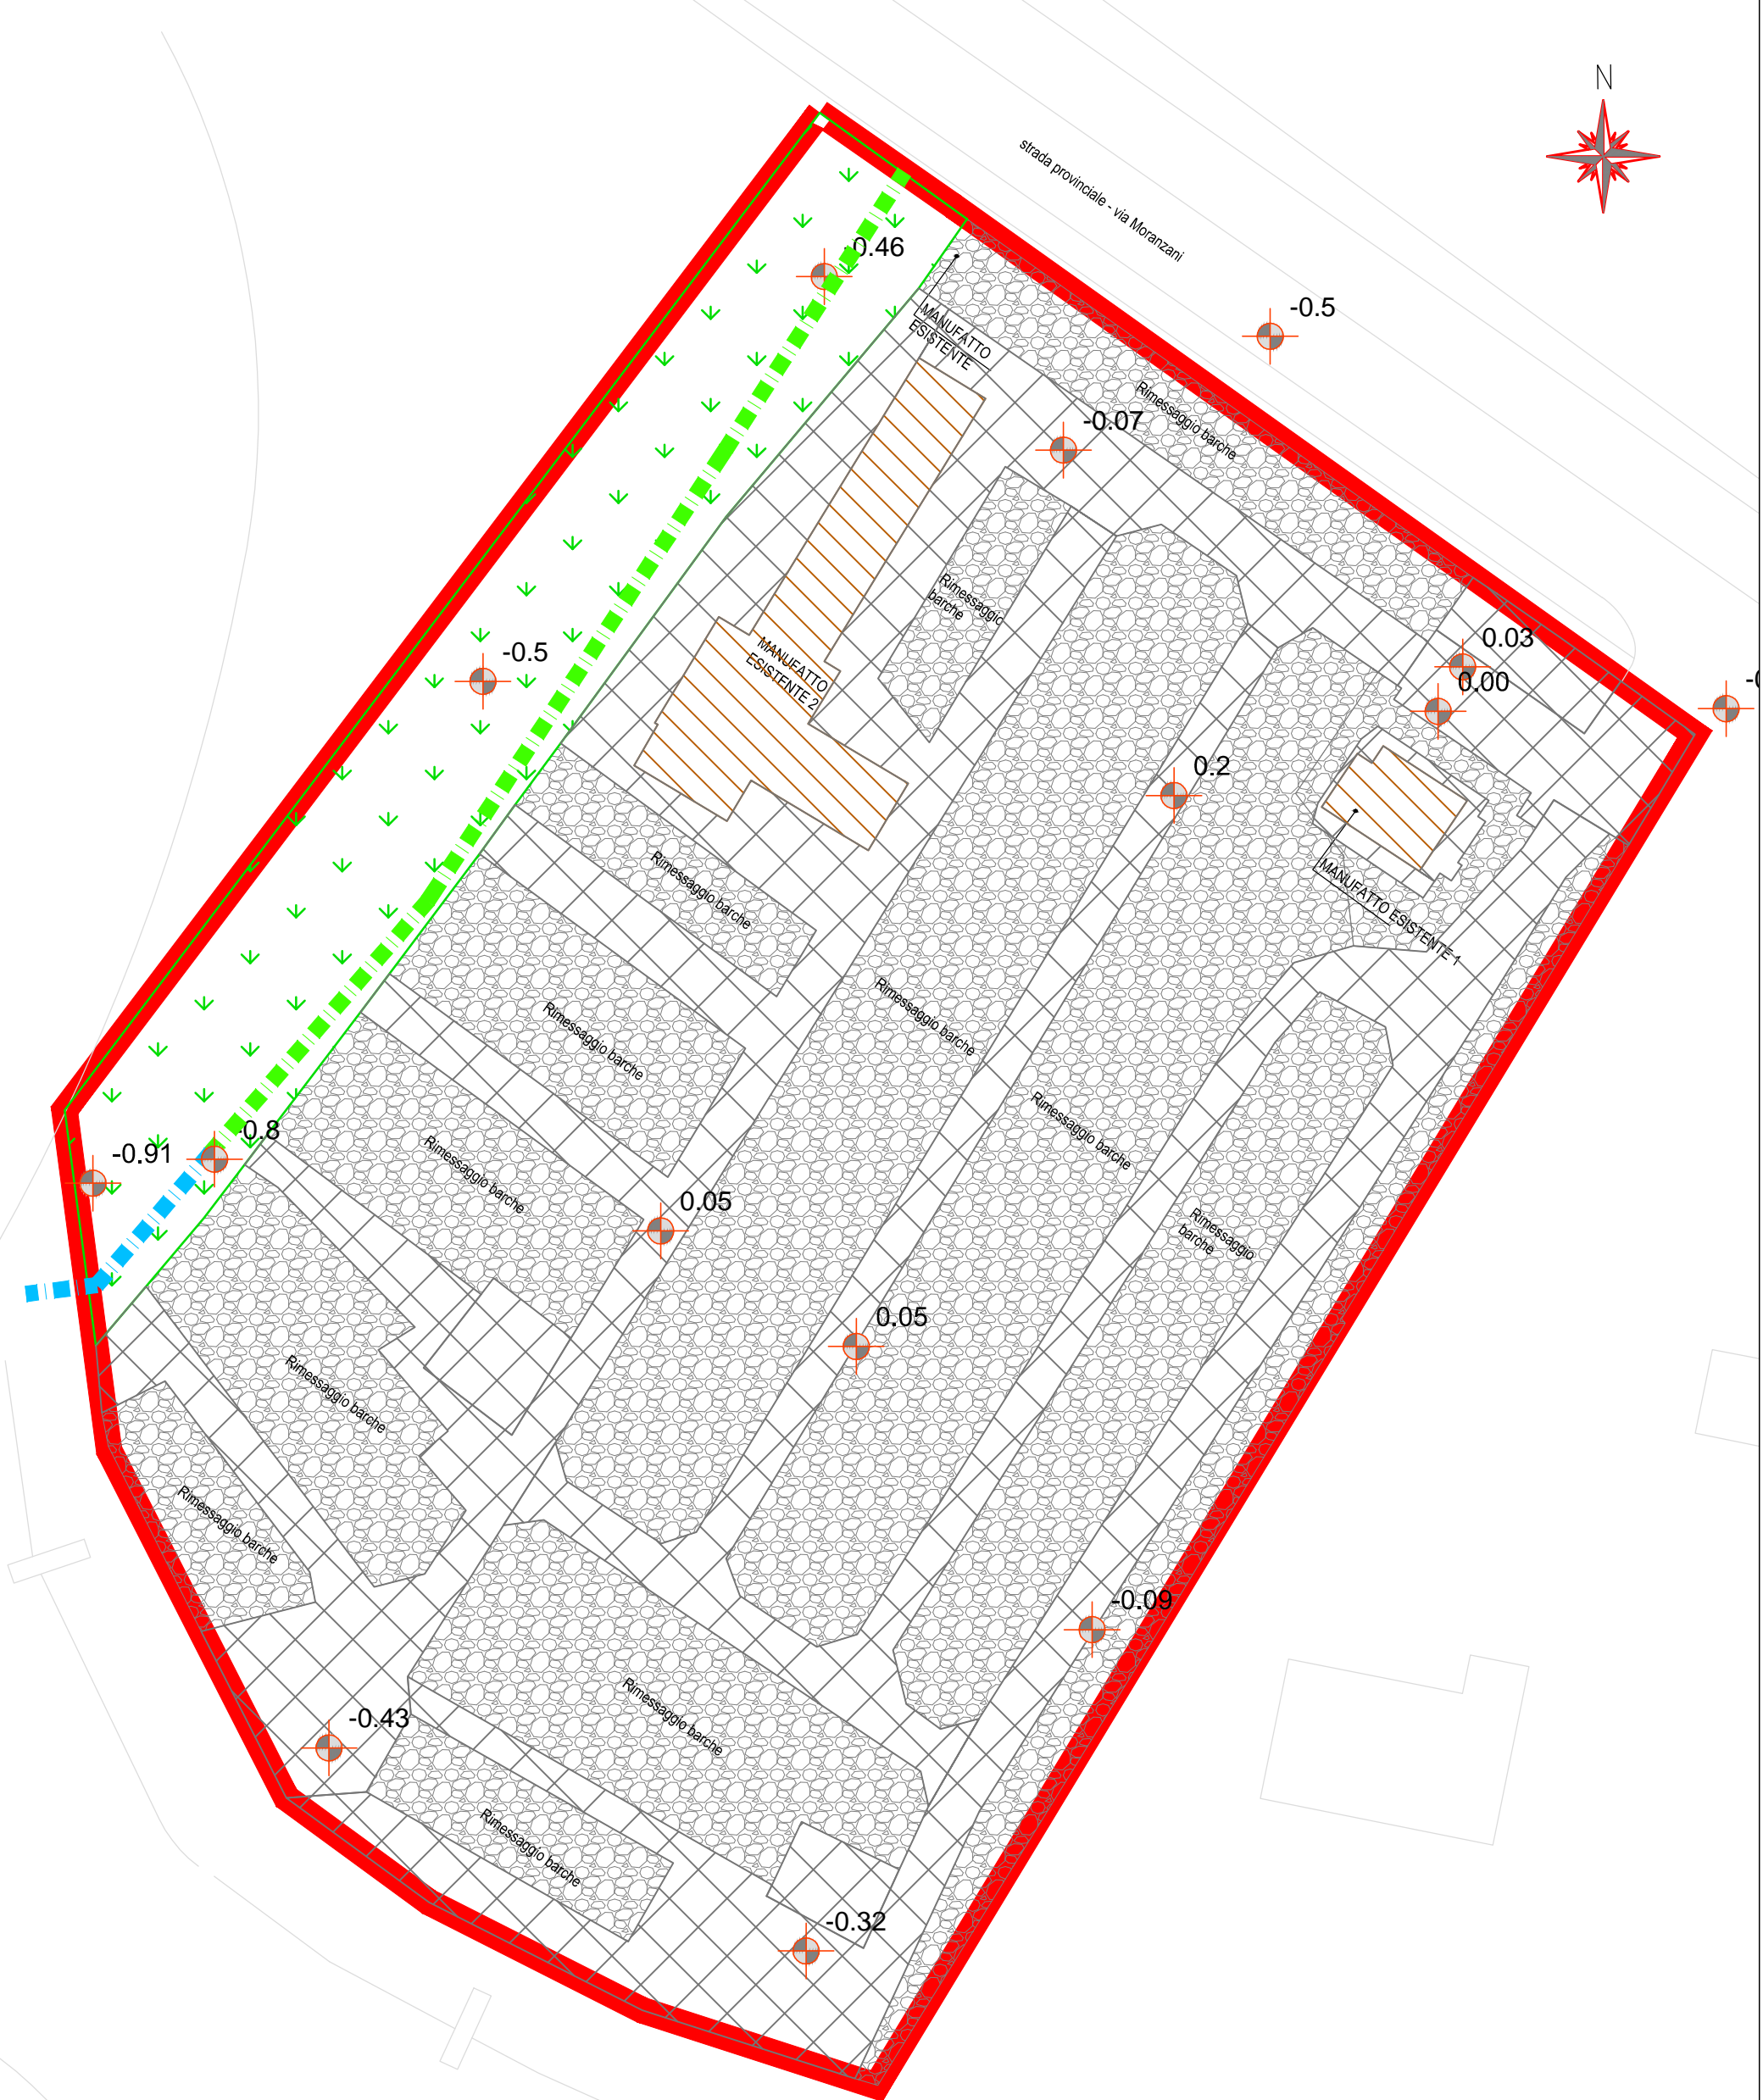 N
strada provinciale - via Moranzani
-0.46
-0.5
MANUFATTO
ESISTENTE
Rimessaggio barche
-0.07
Rimessaggio
barche
0.03
-0.5
MANUFATTO
ESISTENTE 2
0.00
0.2
Rimessaggio barche
MANUFATTO ESISTENTE 1
Rimessaggio barche
Rimessaggio barche
Rimessaggio barche
-0.8
-0.91
Rimessaggio barche
0.05
Rimessaggio
barche
0.05
Rimessaggio barche
Rimessaggio barche
-0.09
Rimessaggio barche
-0.43
Rimessaggio barche
-0.32